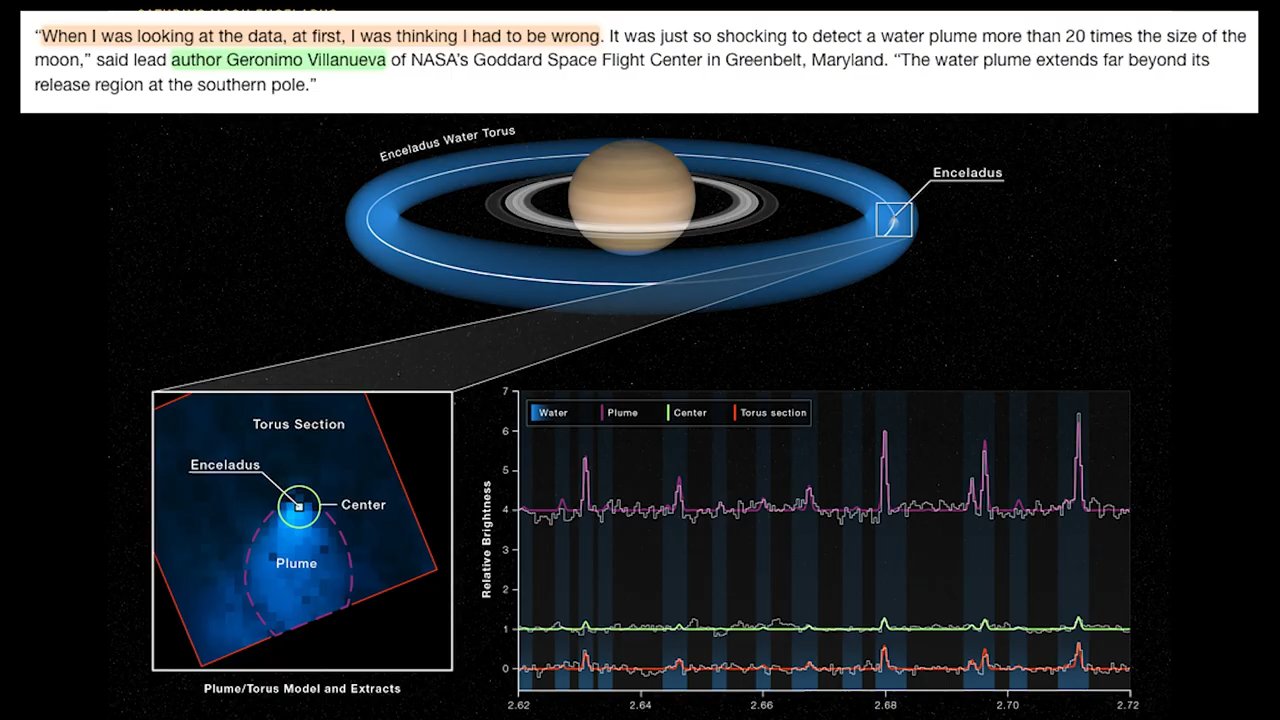 “When I was looking at the data, at first, I was thinking I had to be wrong. It was just so shocking to detect a water plume more than 20 times the size of the
moon,” said lead author Geronimo Villanueva of NASA’s Goddard Space Flight Center in Greenbelt, Maryland. “The water plume extends far beyond its
release region at the southern pole.”
Enceladus Water Torus
Enceladus
Torus Section
Enceladus
Center
Plume
Plume/Torus Model and Extracts
Water Plume Center Torus section
Relative Brightness
7
6
5
4
3
2
1
0
2.62 2.64 2.66 2.68 2.70 2.72